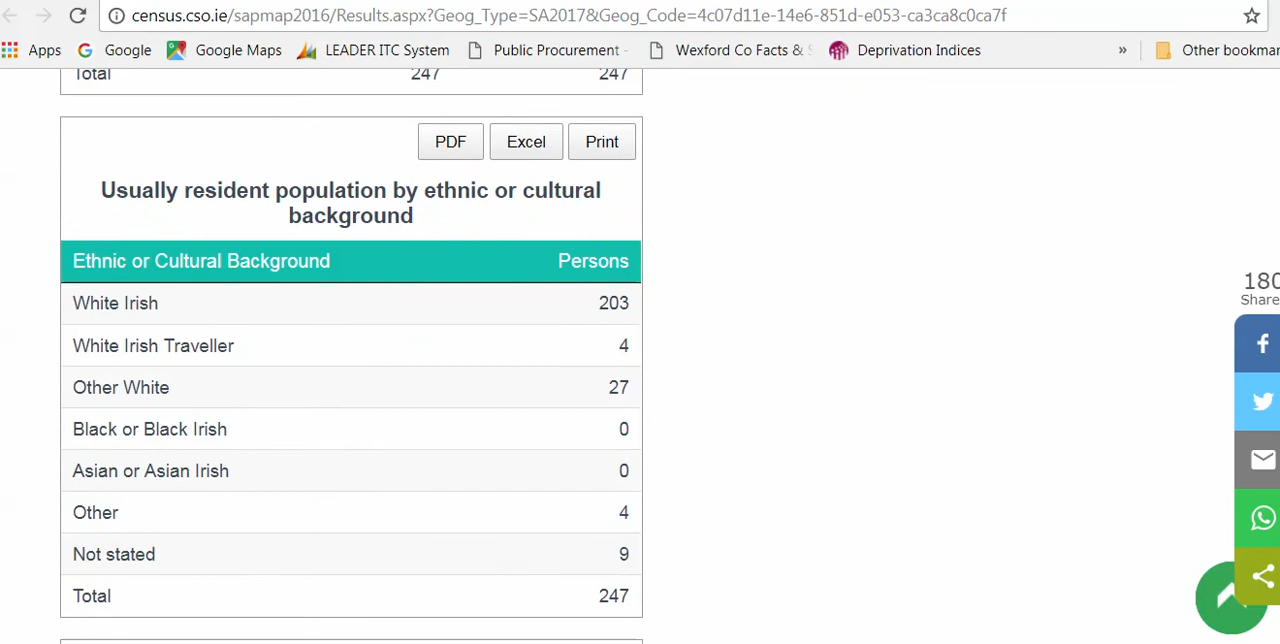 census.cso.ie/sapmap2016/Results.aspx?Geog_Type=SA2017&Geog_Code=4c07d11e-14e6-851d-e053-ca3ca8c0ca7f
Apps Google Google Maps LEADER ITC System Public Procurement - Wexford Co Facts & Deprivation Indices » Other bookmar
Total 247 247
PDF Excel Print
Usually resident population by ethnic or cultural
background
Ethnic or Cultural Background Persons
White Irish 203
White Irish Traveller 4
Other White 27
Black or Black Irish 0
Asian or Asian Irish 0
Other 4
Not stated 9
Total 247
180
Share